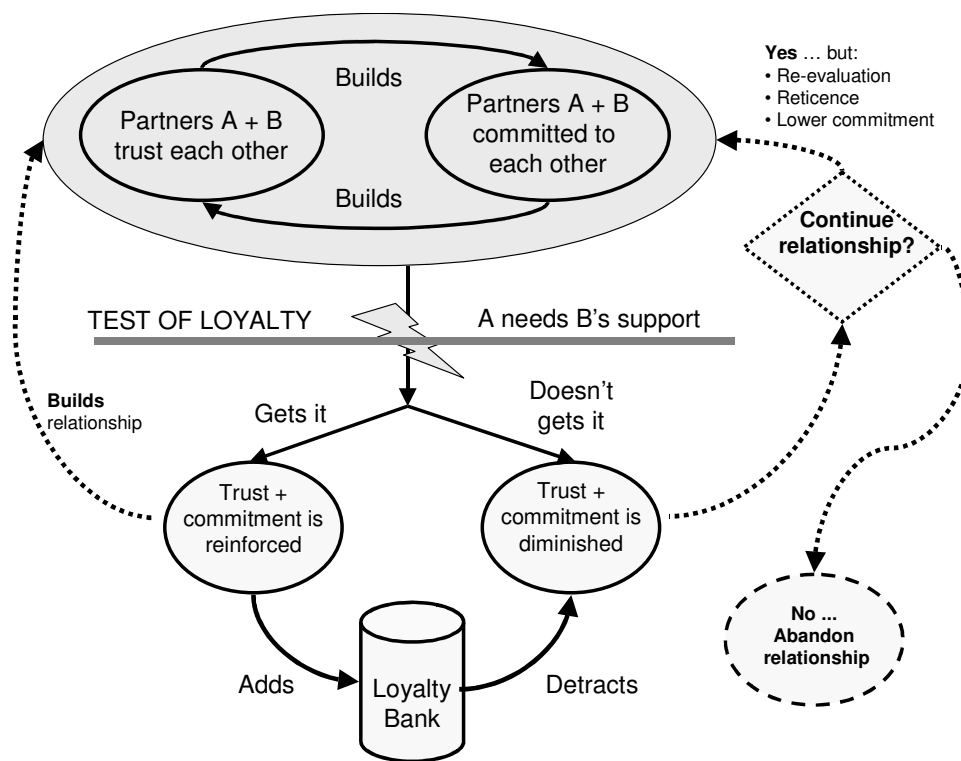 Builds
Partners A + B
trust each other
Partners A + B
committed to
each other
Builds
Yes ... but:
• Re-evaluation
• Reticence
• Lower commitment
Continue
relationship?
TEST OF LOYALTY
A needs B's support
Builds
relationship
Gets it
Doesn't
gets it
Trust +
commitment is
reinforced
Trust +
commitment is
diminished
No ...
Abandon
relationship
Adds
Loyalty
Bank
Detracts